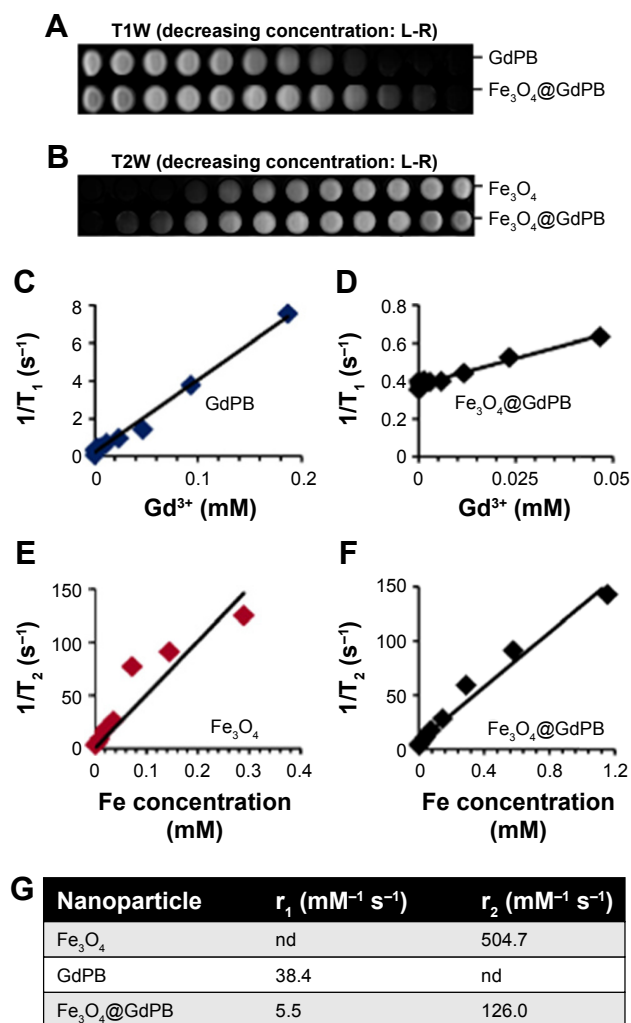 A
T1W (decreasing concentration: L-R)
GdPB
Fe₃O₄@GdPB
B
T2W (decreasing concentration: L-R)
Fe₃O₄
Fe₃O₄@GdPB
C
8
6
4
2
0
1/T₁ (s⁻¹)
GdPB
0 0.1 0.2
Gd³⁺ (mM)
D
0.8
0.6
0.4
0.2
0
1/T₁ (s⁻¹)
Fe₃O₄@GdPB
0 0.025 0.05
Gd³⁺ (mM)
E
150
100
50
0
1/T₂ (s⁻¹)
Fe₃O₄
0 0.1 0.2 0.3 0.4
Fe concentration
(mM)
F
150
100
50
0
1/T₂ (s⁻¹)
Fe₃O₄@GdPB
0 0.4 0.8 1.2
Fe concentration
(mM)
G
Nanoparticle r₁ (mM⁻¹ s⁻¹) r₂ (mM⁻¹ s⁻¹)
Fe₃O₄ nd 504.7
GdPB 38.4 nd
Fe₃O₄@GdPB 5.5 126.0